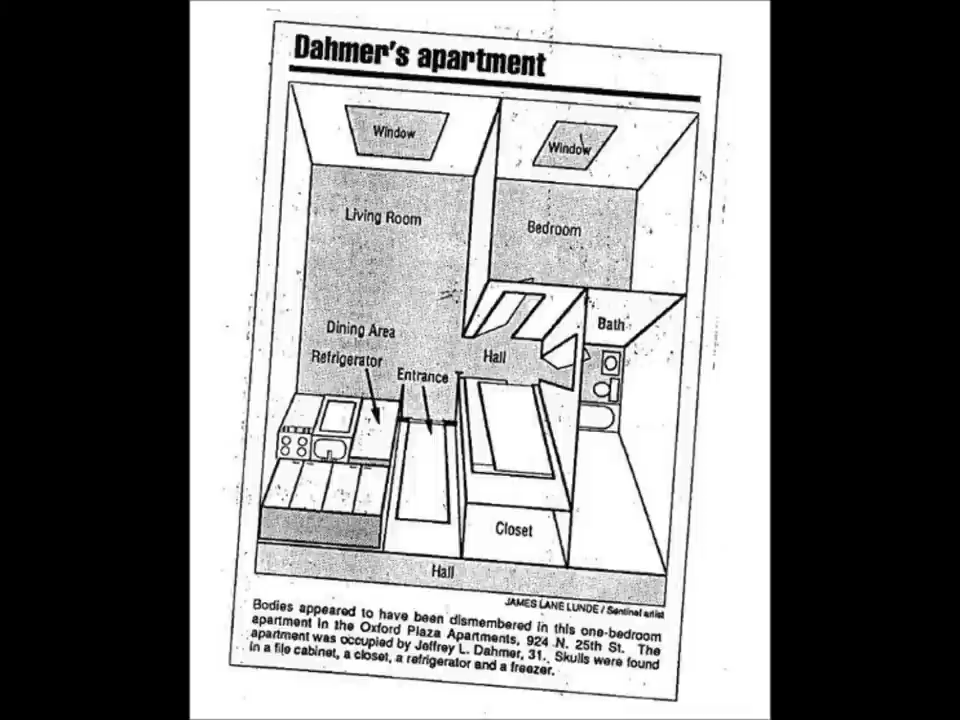 Dahmer's apartment
Window
Window
Living Room
Bedroom
Bath
Dining Area
Hall
Refrigerator
Entrance
Closet
Hall
JAMES LANE LUNDE / Sentinel artist
Bodies appeared to have been dismembered in this one-bedroom
apartment in the Oxford Plaza Apartments, 924 N. 25th St. The
apartment was occupied by Jeffrey L. Dahmer, 31. Skulls were found
in a file cabinet, a closet, a refrigerator and a freezer.